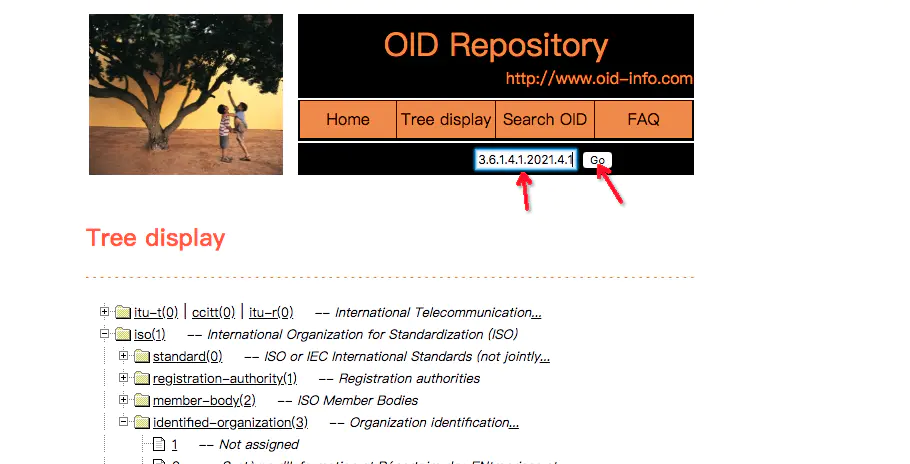 OID Repository
http://www.oid-info.com
Home Tree display Search OID FAQ
3.6.1.4.1.2021.4.1 Go
Tree display
itu-t(0) | ccitt(0) | itu-r(0) -- International Telecommunication...
iso(1) -- International Organization for Standardization (ISO)
standard(0) -- ISO or IEC International Standards (not jointly...
registration-authority(1) -- Registration authorities
member-body(2) -- ISO Member Bodies
identified-organization(3) -- Organization identification...
1 -- Not assigned